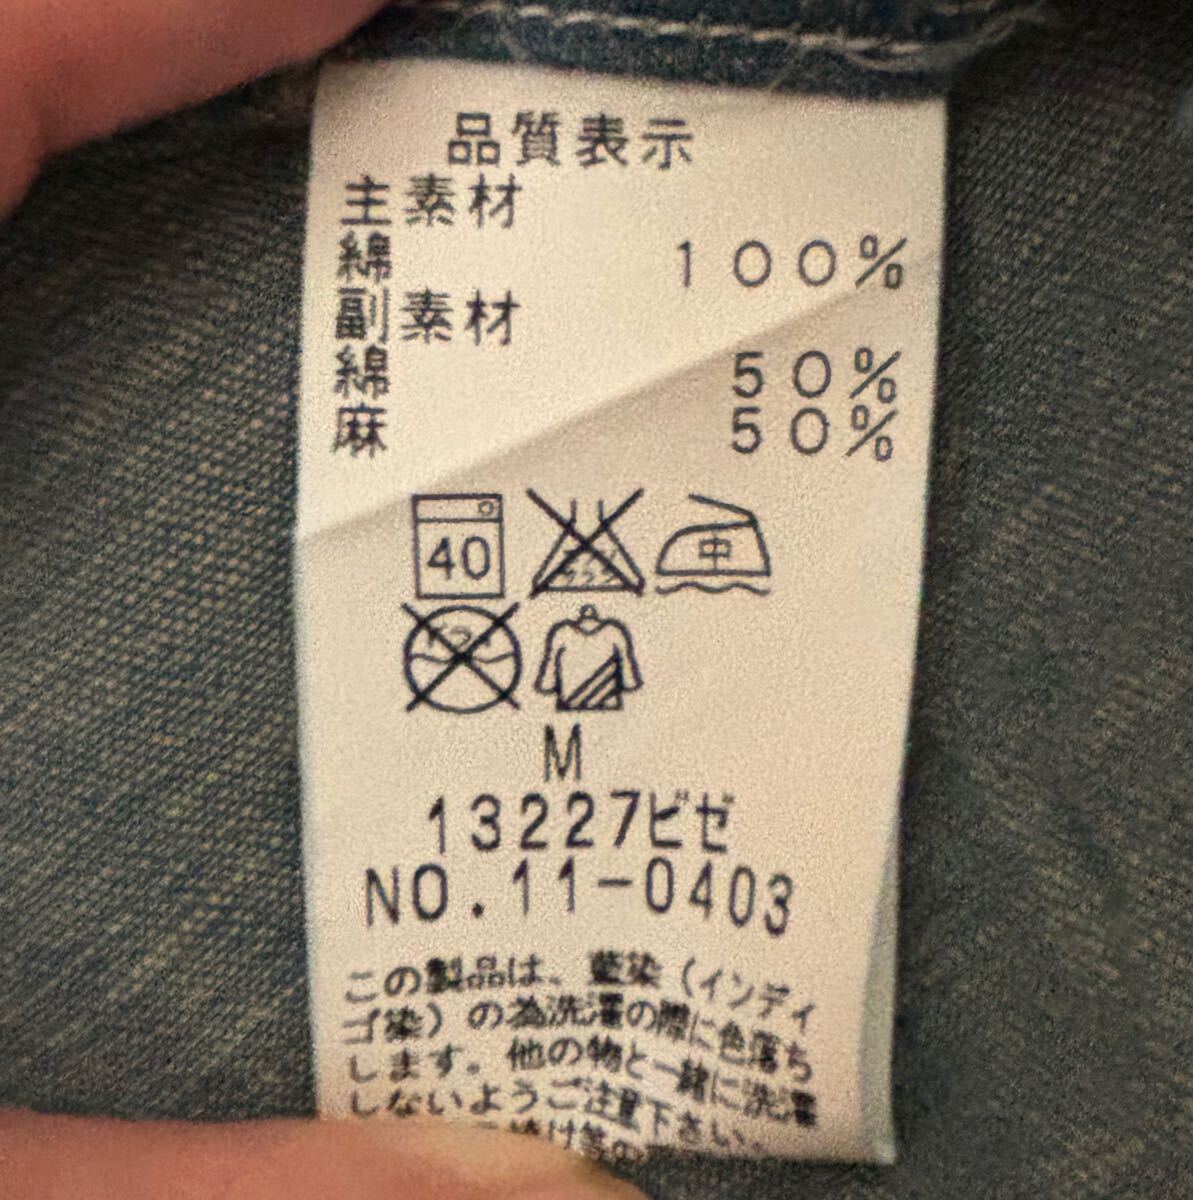 品質表示
主素材
綿 100%
副素材
綿 50%
麻 50%
40
中
M
13227ビゼ
NO.11-0403
この製品は、藍染(インディ
ゴ染)の為洗濯の際に色落ち
します。他の物と一緒に洗濯
しないようご注意下さい。